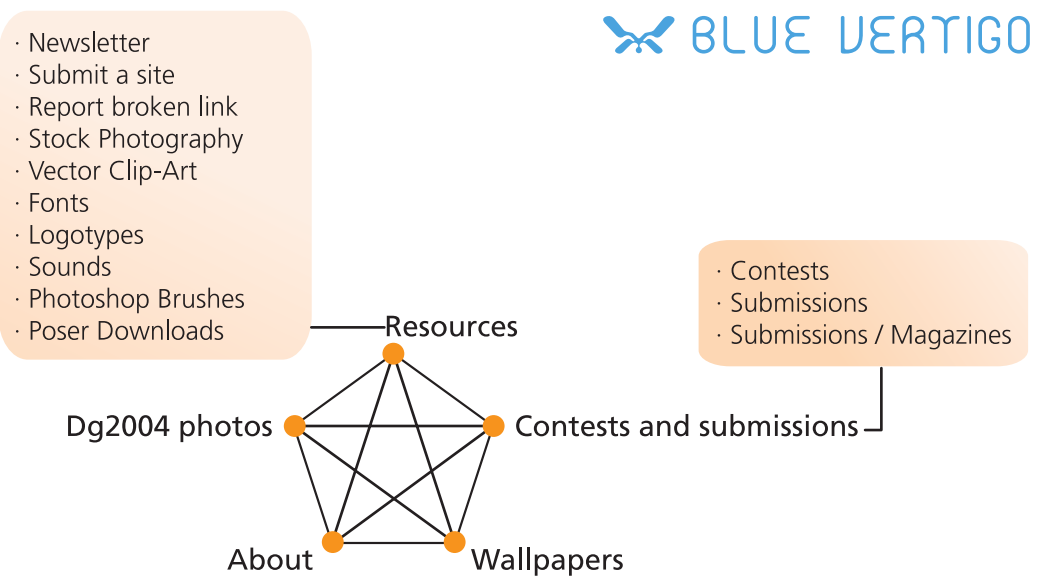 BLUE VERTIGO
· Newsletter
· Submit a site
· Report broken link
· Stock Photography
· Vector Clip-Art
· Fonts
· Logotypes
· Sounds
· Photoshop Brushes
· Poser Downloads
· Contests
· Submissions
· Submissions / Magazines
Resources
Dg2004 photos
Contests and submissions
About
Wallpapers